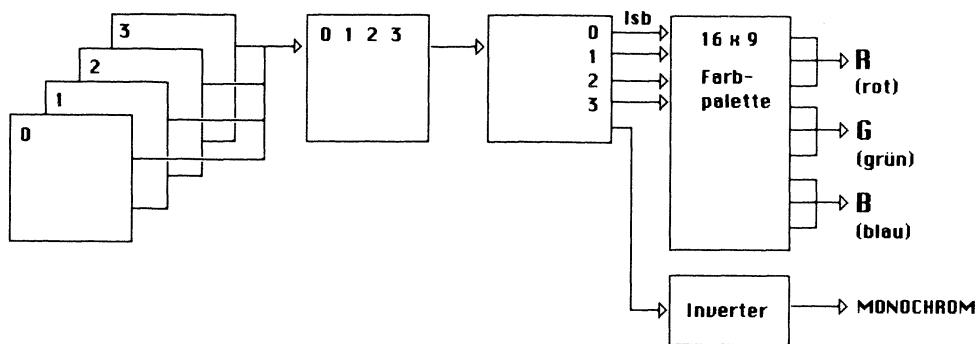 3
2
1
0
0 1 2 3
0
1
2
3
lsb
16 x 9
Farb-
palette
R
(rot)
G
(grün)
B
(blau)
Inverter
MONOCHROM